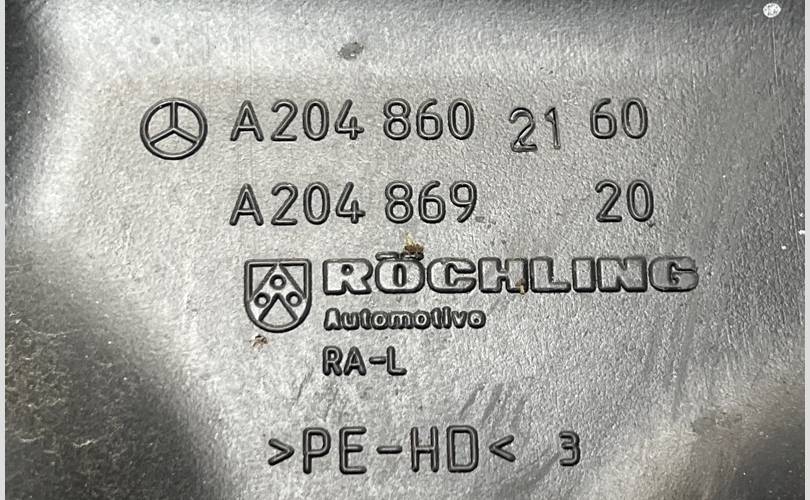 A204 860 21 60
A204 869 20
RÖCHLING
Automotive
RA-L
>PE-HD< 3